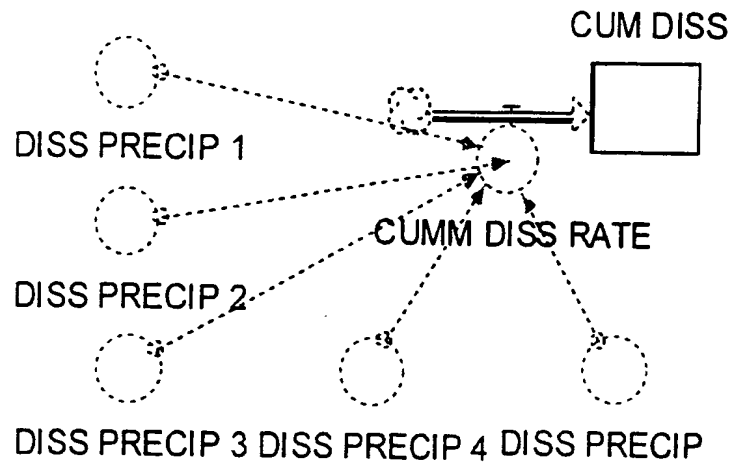 CUM DISS
DISS PRECIP 1
CUMM DISS RATE
DISS PRECIP 2
DISS PRECIP 3 DISS PRECIP 4 DISS PRECIP